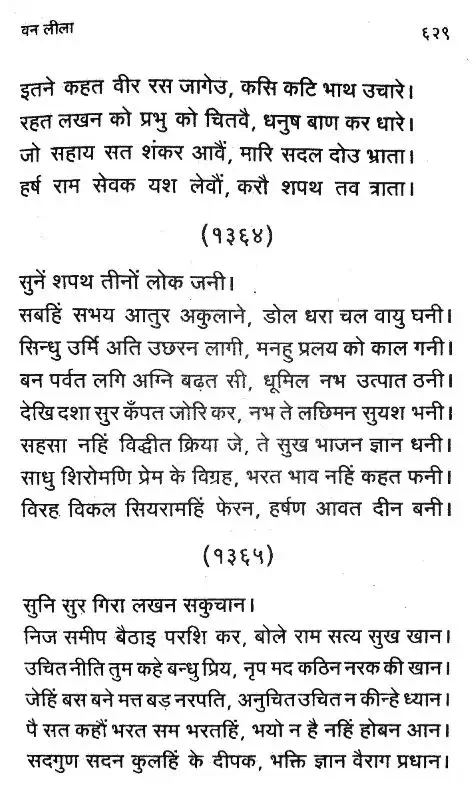 वन लीला
६२९
इतने कहत वीर रस जागेउ, कसि कटि भाथ उचारे।
रहत लखन को प्रभु को चितवै, धनुष बाण कर धारे।
जो सहाय सत शंकर आवैं, मारि सदल दोउ भ्राता।
हर्ष राम सेवक यश लेवौं, करौ शपथ तव त्राता।
(१३६४)
सुनें शपथ तीनों लोक जनी।
सबहिं सभय आतुर अकुलाने, डोल धरा चल वायु घनी।
सिन्धु उर्मि अति उछरन लागी, मनहु प्रलय को काल गनी।
बन पर्वत लगि अग्नि बढ़त सी, धूमिल नभ उत्पात ठनी।
देखि दशा सुर कँपत जोरि कर, नभ ते लछिमन सुयश भनी।
सहसा नहिं विद्घीत क्रिया जे, ते सुख भाजन ज्ञान धनी।
साधु शिरोमणि प्रेम के विग्रह, भरत भाव नहिं कहत फनी।
विरह विकल सियरामहिं फेरन, हर्षण आवत दीन बनी।
(१३६५)
सुनि सुर गिरा लखन सकुचान।
निज समीप बैठाइ परशि कर, बोले राम सत्य सुख खान।
उचित नीति तुम कहे बन्धु प्रिय, नृप मद कठिन नरक की खान।
जेहिं बस बने मत्त बड़ नरपति, अनुचित उचित न कीन्हे ध्यान।
पै सत कहौं भरत सम भरतहिं, भयो न है नहिं होबन आन।
सदगुण सदन कुलहिं के दीपक, भक्ति ज्ञान वैराग प्रधान।